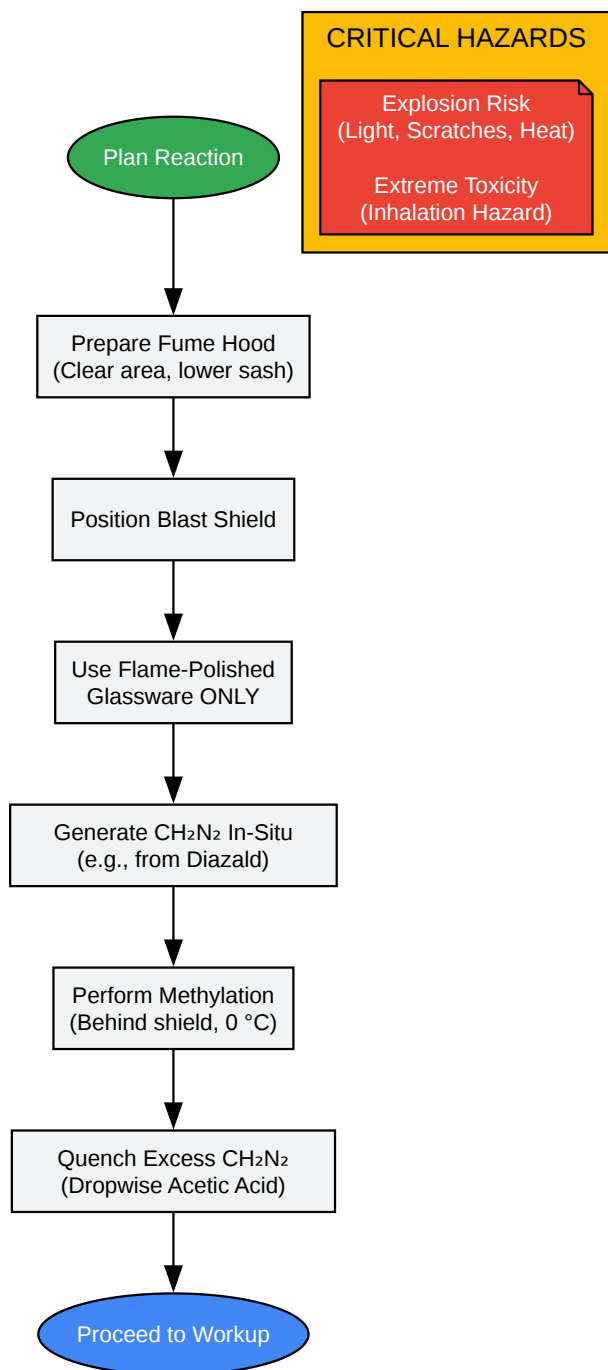 CRITICAL HAZARDS
Explosion Risk
(Light, Scratches, Heat)
Extreme Toxicity
(Inhalation Hazard)
Plan Reaction
Prepare Fume Hood
(Clear area, lower sash)
Position Blast Shield
Use Flame-Polished
Glassware ONLY
Generate CH₂N₂ In-Situ
(e.g., from Diazald)
Perform Methylation
(Behind shield, 0 °C)
Quench Excess CH₂N₂
(Dropwise Acetic Acid)
Proceed to Workup